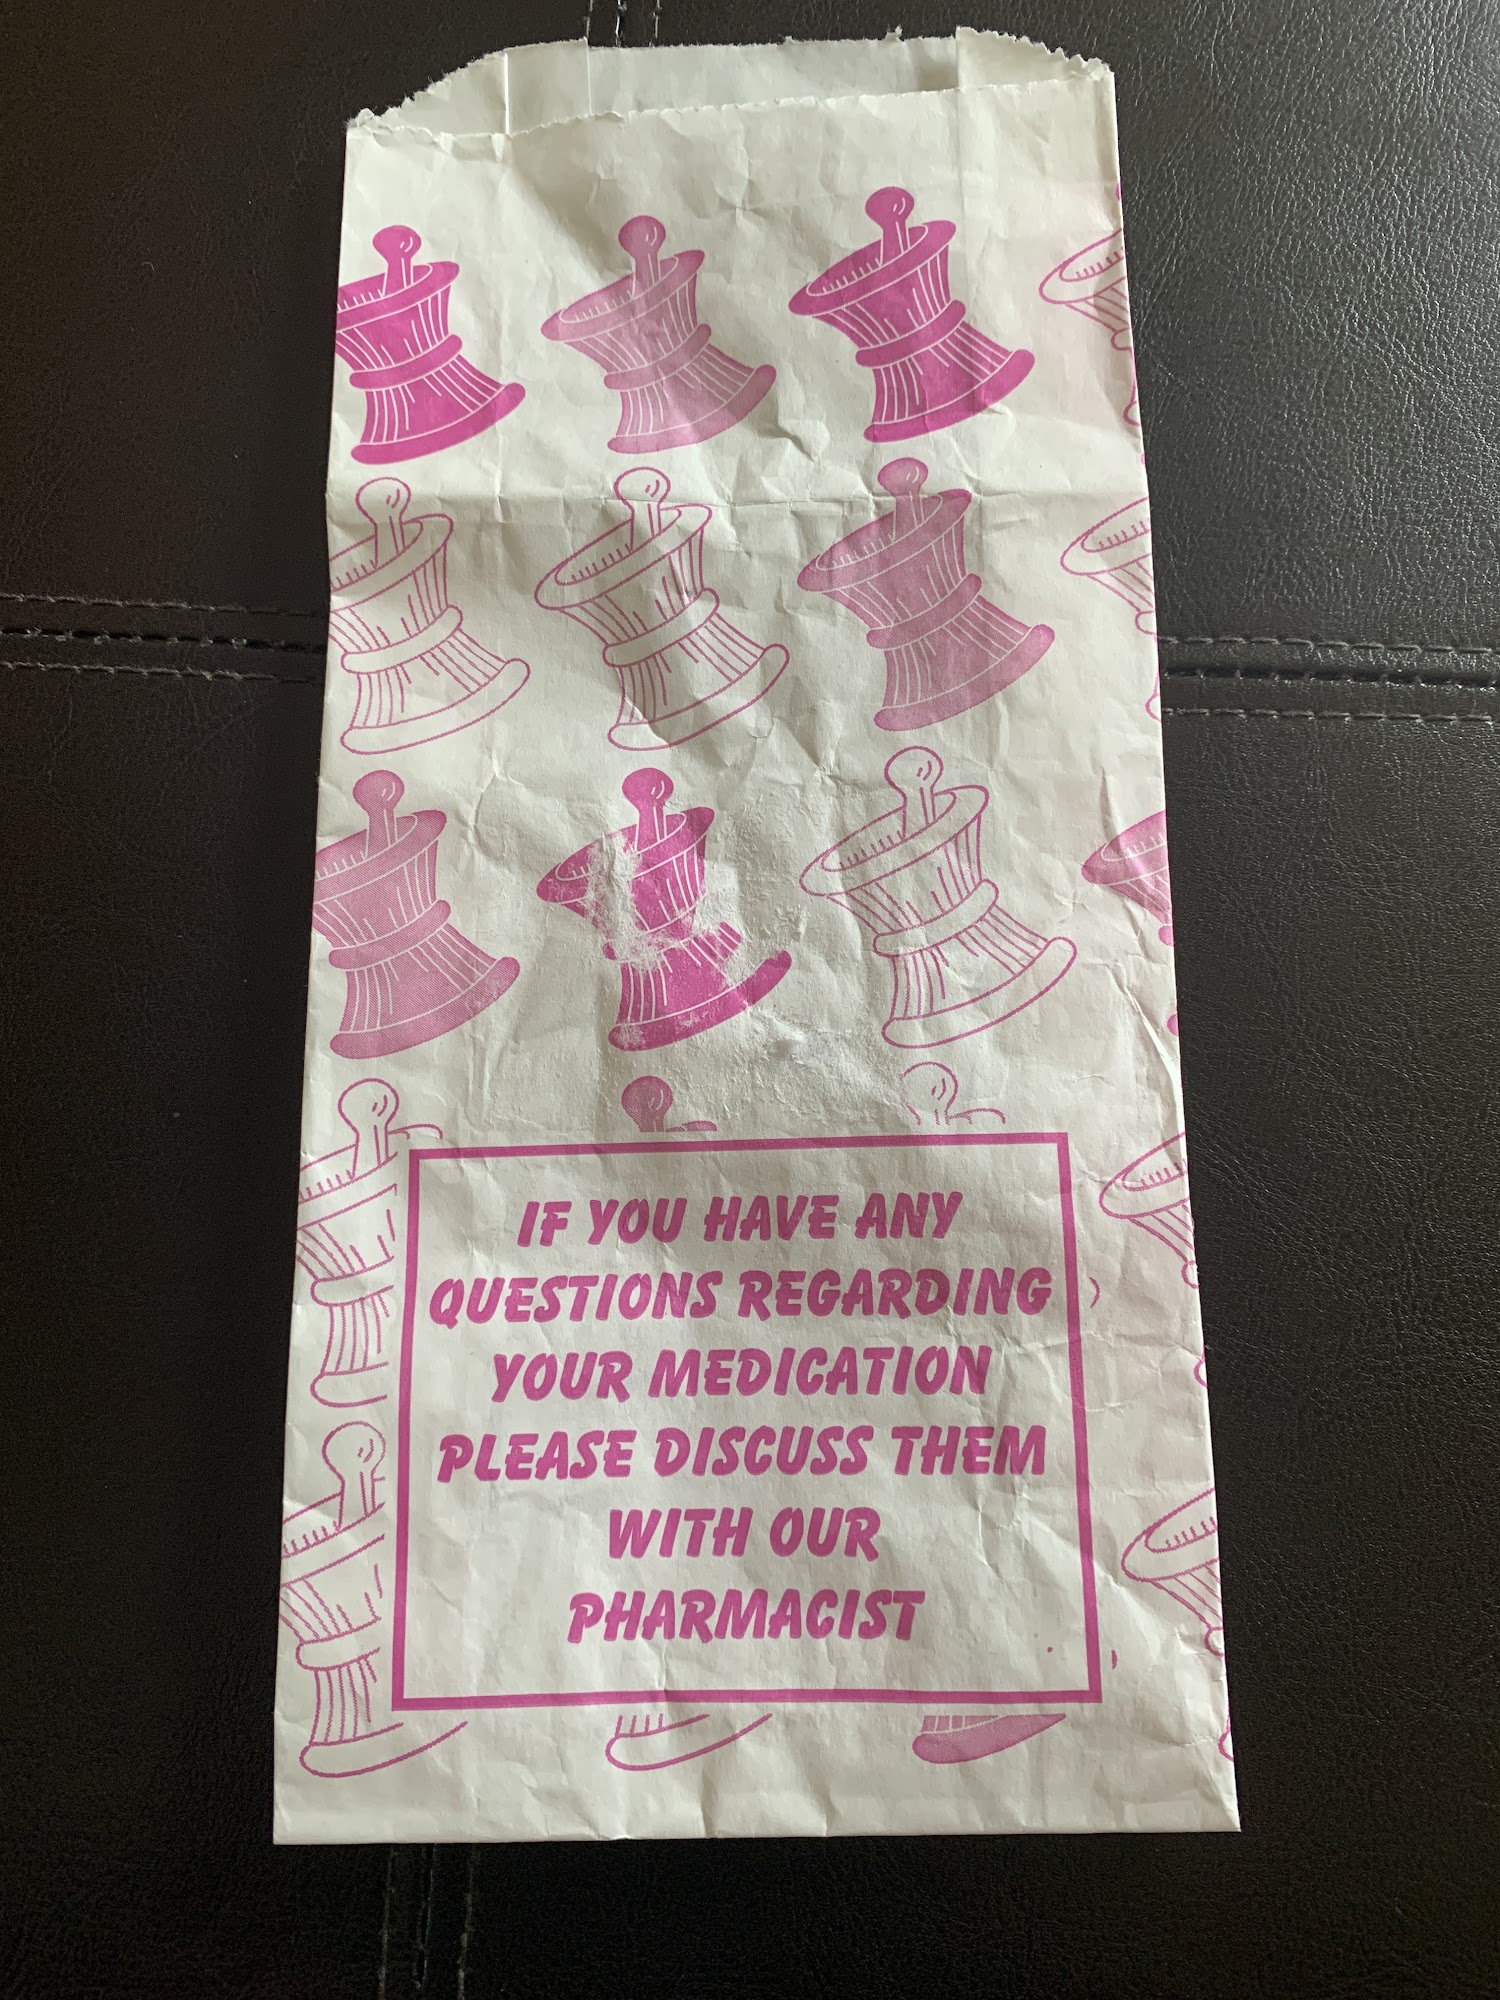 IF YOU HAVE ANY
QUESTIONS REGARDING
YOUR MEDICATION
PLEASE DISCUSS THEM
WITH OUR
PHARMACIST